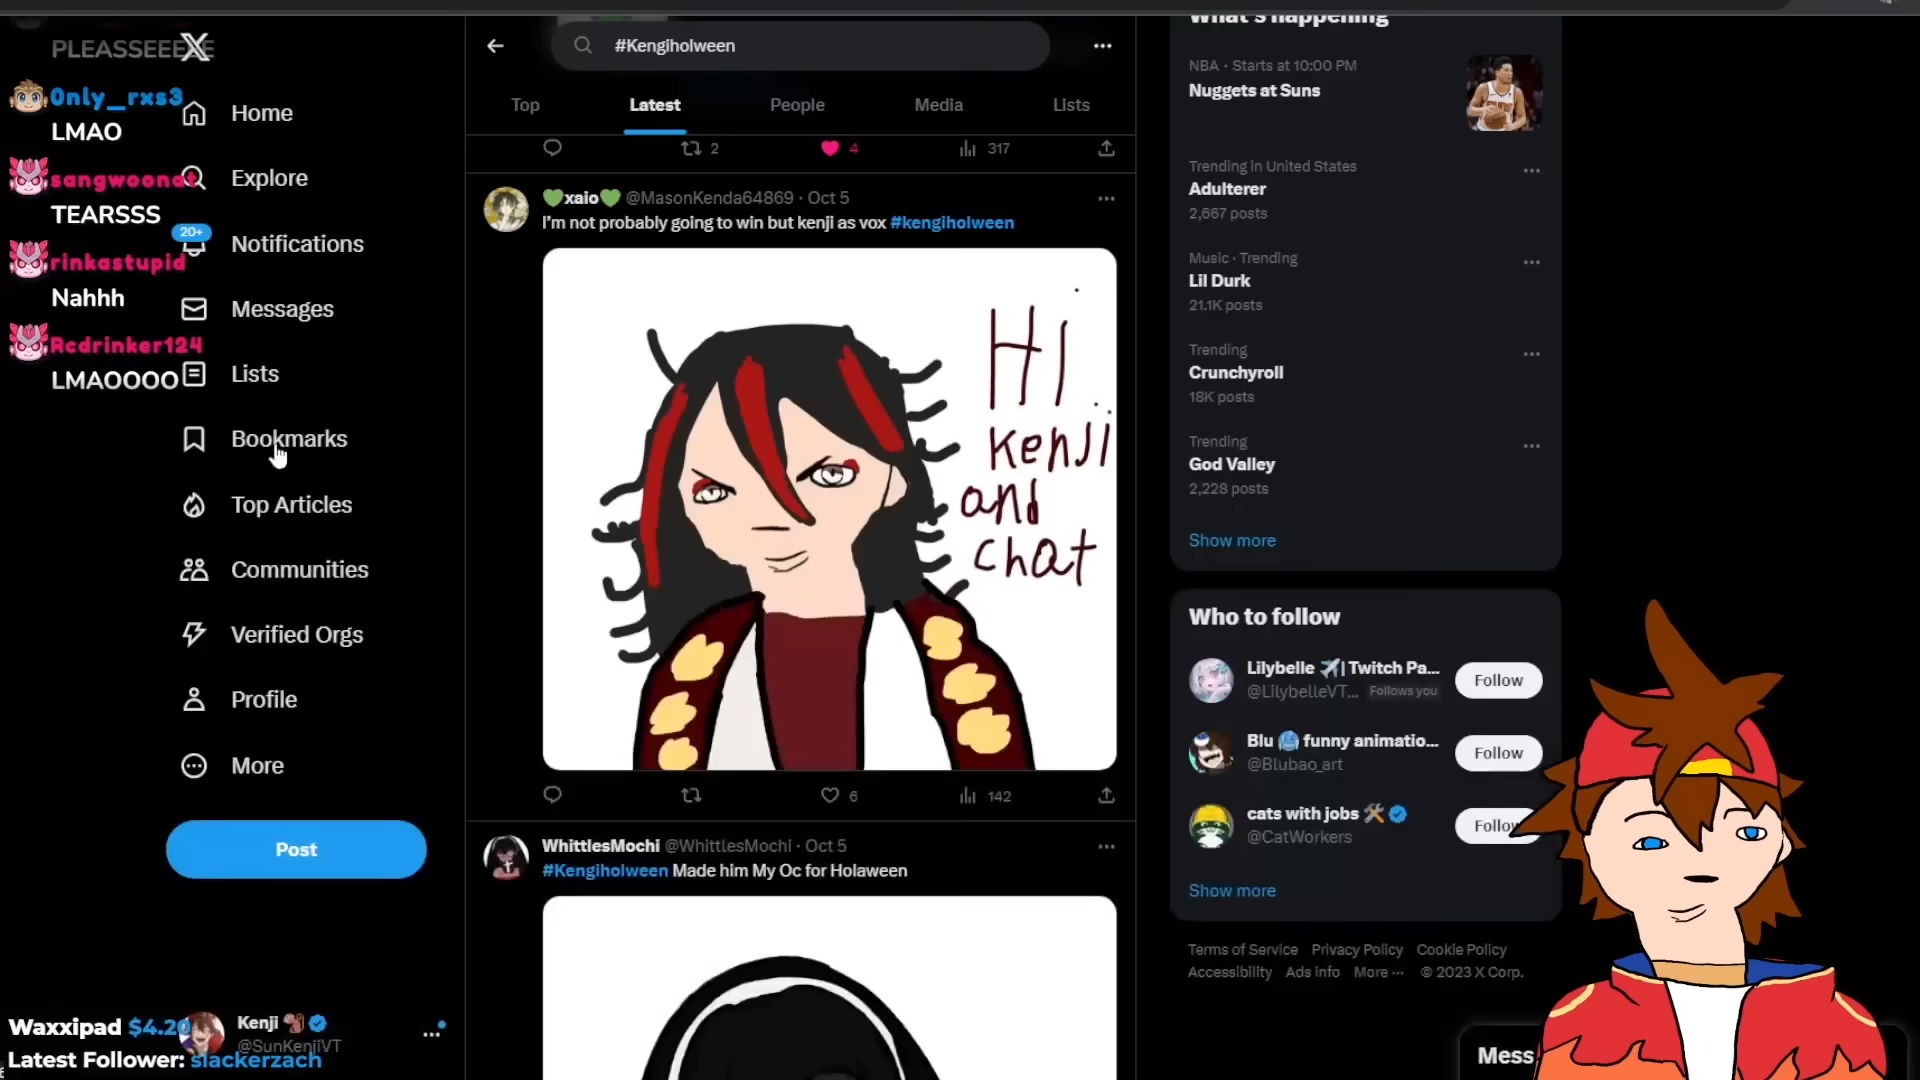 PLEASSEEE
0nly_rxs3
LMAO
sangwoonat
TEARSSS
rinkastupid
Nahhh
Rcdrinker124
LMAOOOO
Home
Explore
20+
Notifications
Messages
Lists
Bookmarks
Top Articles
Communities
Verified Orgs
Profile
More
Post
Kenji
@SunKenjiVT
Waxxipad $4.20
Latest Follower: slackerzach
#Kengiholween
Top Latest People Media Lists
2 4 317
xaio @MasonKenda64869 · Oct 5
I'm not probably going to win but kenji as vox #kengiholween
HI
kenji
and
chat
6 142
WhittlesMochi @WhittlesMochi · Oct 5
#Kengiholween Made him My Oc for Holaween
What's happening
NBA · Starts at 10:00 PM
Nuggets at Suns
Trending in United States
Adulterer
2,667 posts
Music · Trending
Lil Durk
21.1K posts
Trending
Crunchyroll
18K posts
Trending
God Valley
2,228 posts
Show more
Who to follow
Lilybelle | Twitch Pa...
@LilybelleVT... Follows you
Follow
Blu funny animatio...
@Blubao_art
Follow
cats with jobs
@CatWorkers
Follow
Show more
Terms of Service Privacy Policy Cookie Policy
Accessibility Ads info More ··· © 2023 X Corp.
Mess